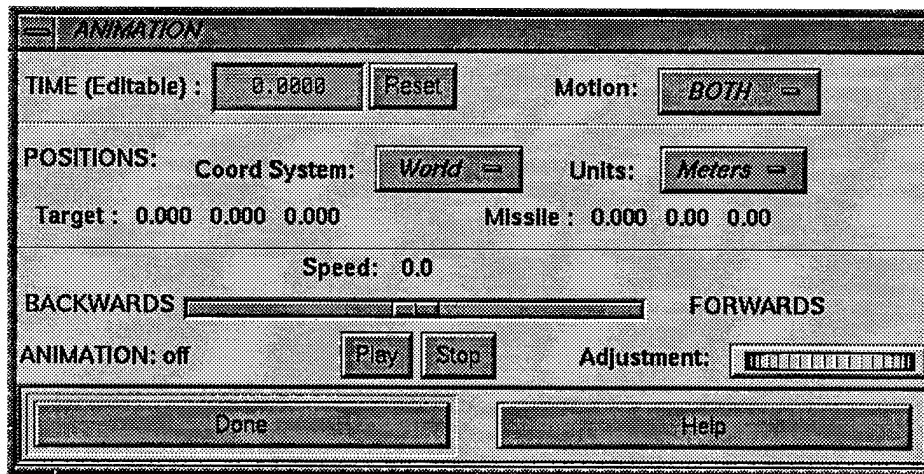 ANIMATION
TIME (Editable) : 0.0000 Reset Motion: BOTH
POSITIONS: Coord System: World Units: Meters
Target : 0.000 0.000 0.000 Missile : 0.000 0.00 0.00
Speed: 0.0
BACKWARDS FORWARDS
ANIMATION: off Play Stop Adjustment:
Done Help